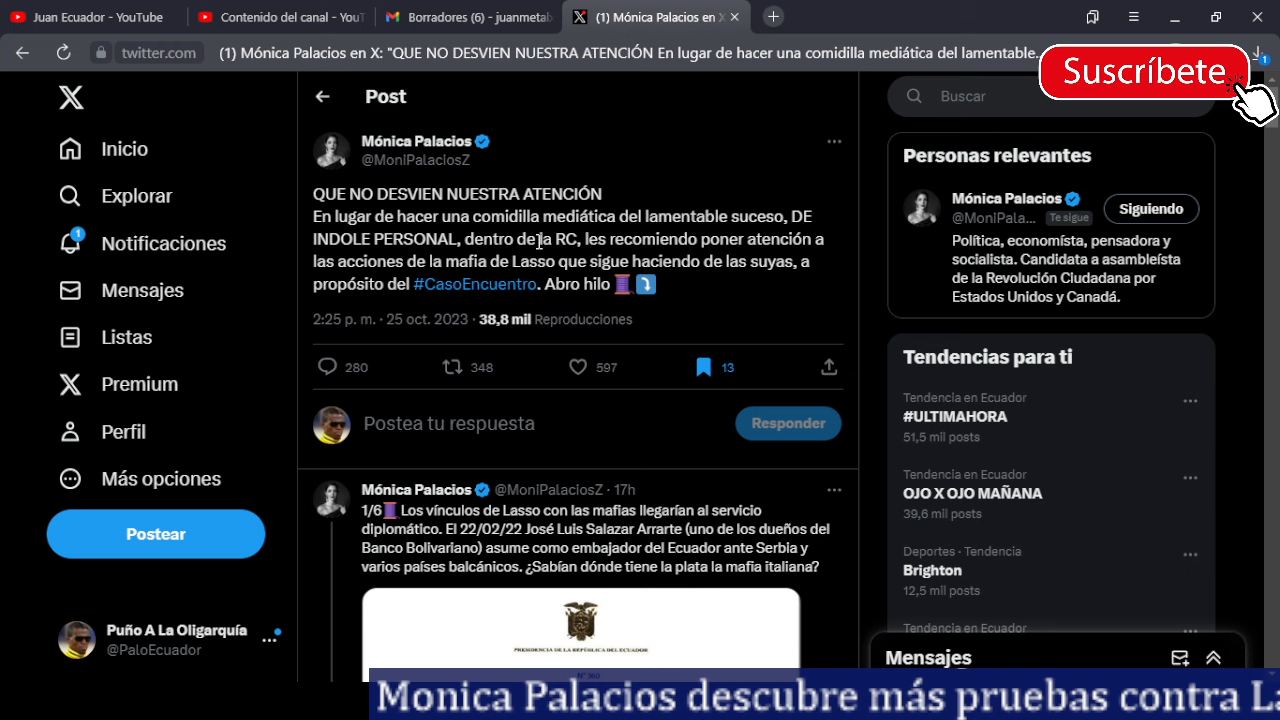 Juan Ecuador - YouTube
Contenido del canal - YouT
Borradores (6) - juanmetab
(1) Mónica Palacios en X
twitter.com
(1) Mónica Palacios en X: "QUE NO DESVIEN NUESTRA ATENCIÓN En lugar de hacer una comidilla mediática del lamentable
1
Suscríbete
Post
Buscar
Inicio
Explorar
1
Notificaciones
Mensajes
Listas
Premium
Perfil
Más opciones
Postear
Puño A La Oligarquía
@PaloEcuador
Mónica Palacios
@MoniPalaciosZ
QUE NO DESVIEN NUESTRA ATENCIÓN
En lugar de hacer una comidilla mediática del lamentable suceso, DE
INDOLE PERSONAL, dentro de la RC, les recomiendo poner atención a
las acciones de la mafia de Lasso que sigue haciendo de las suyas, a
propósito del #CasoEncuentro. Abro hilo
2:25 p. m. · 25 oct. 2023 · 38,8 mil Reproducciones
280 348 597 13
Postea tu respuesta
Responder
Mónica Palacios @MoniPalaciosZ · 17h
1/6 Los vínculos de Lasso con las mafias llegarían al servicio
diplomático. El 22/02/22 José Luis Salazar Arrarte (uno de los dueños del
Banco Bolivariano) asume como embajador del Ecuador ante Serbia y
varios países balcánicos. ¿Sabían dónde tiene la plata la mafia italiana?
PRESIDENCIA DE LA REPÚBLICA DEL ECUADOR
N° 360
Personas relevantes
Mónica Palacios
@MoniPala... Te sigue
Siguiendo
Política, economista, pensadora y
socialista. Candidata a asambleísta
de la Revolución Ciudadana por
Estados Unidos y Canadá.
Tendencias para ti
Tendencia en Ecuador
#ULTIMAHORA
51,5 mil posts
Tendencia en Ecuador
OJO X OJO MAÑANA
39,6 mil posts
Deportes · Tendencia
Brighton
12,5 mil posts
Tendencia en Ecuador
Mensajes
Monica Palacios descubre más pruebas contra La